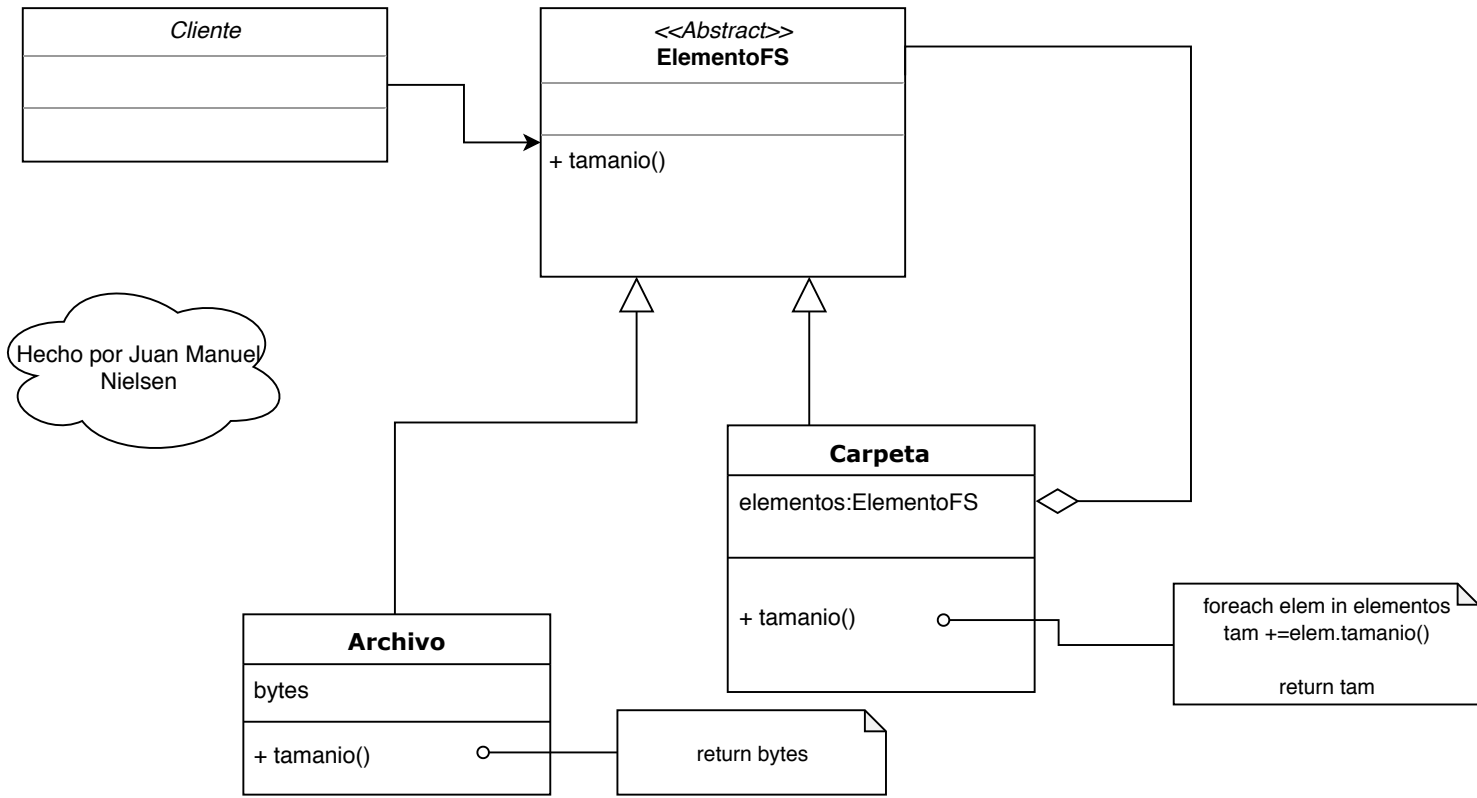 Cliente
<<Abstract>>
ElementoFS
+ tamanio()
Hecho por Juan Manuel
Nielsen
Carpeta
elementos:ElementoFS
+ tamanio()
foreach elem in elementos
tam +=elem.tamanio()
return tam
Archivo
bytes
+ tamanio()
return bytes